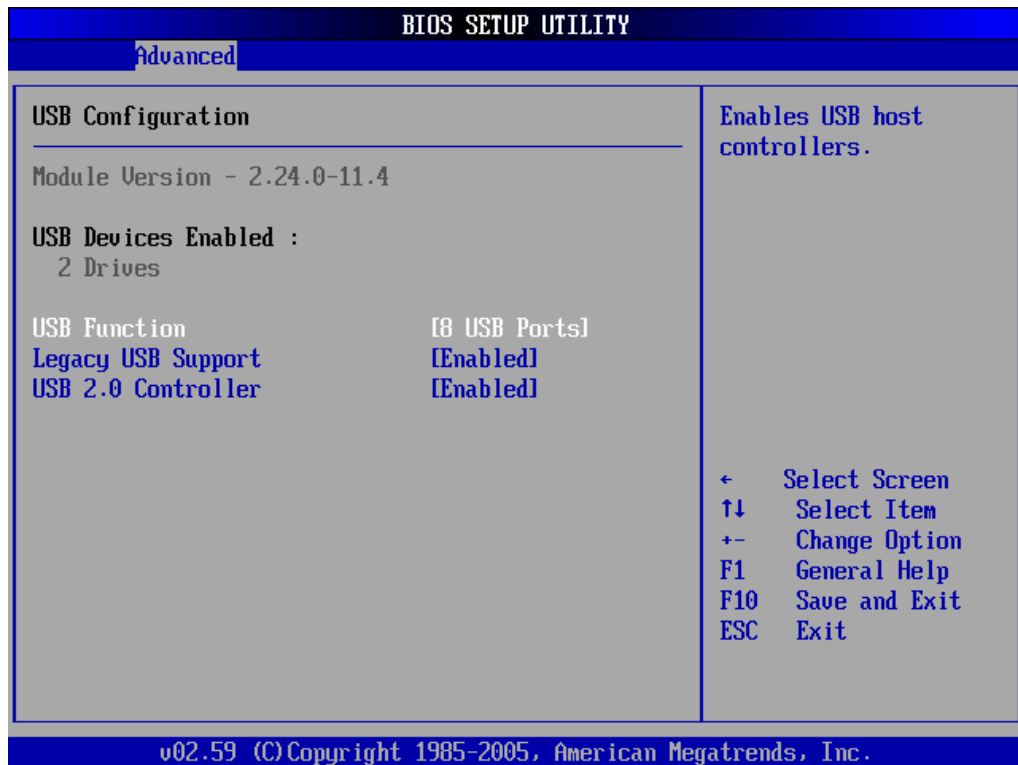 BIOS SETUP UTILITY
Advanced
USB Configuration
Module Version - 2.24.0-11.4
USB Devices Enabled :
2 Drives
USB Function [8 USB Ports]
Legacy USB Support [Enabled]
USB 2.0 Controller [Enabled]
Enables USB host
controllers.
← Select Screen
↑↓ Select Item
+- Change Option
F1 General Help
F10 Save and Exit
ESC Exit
v02.59 (C)Copyright 1985-2005, American Megatrends, Inc.